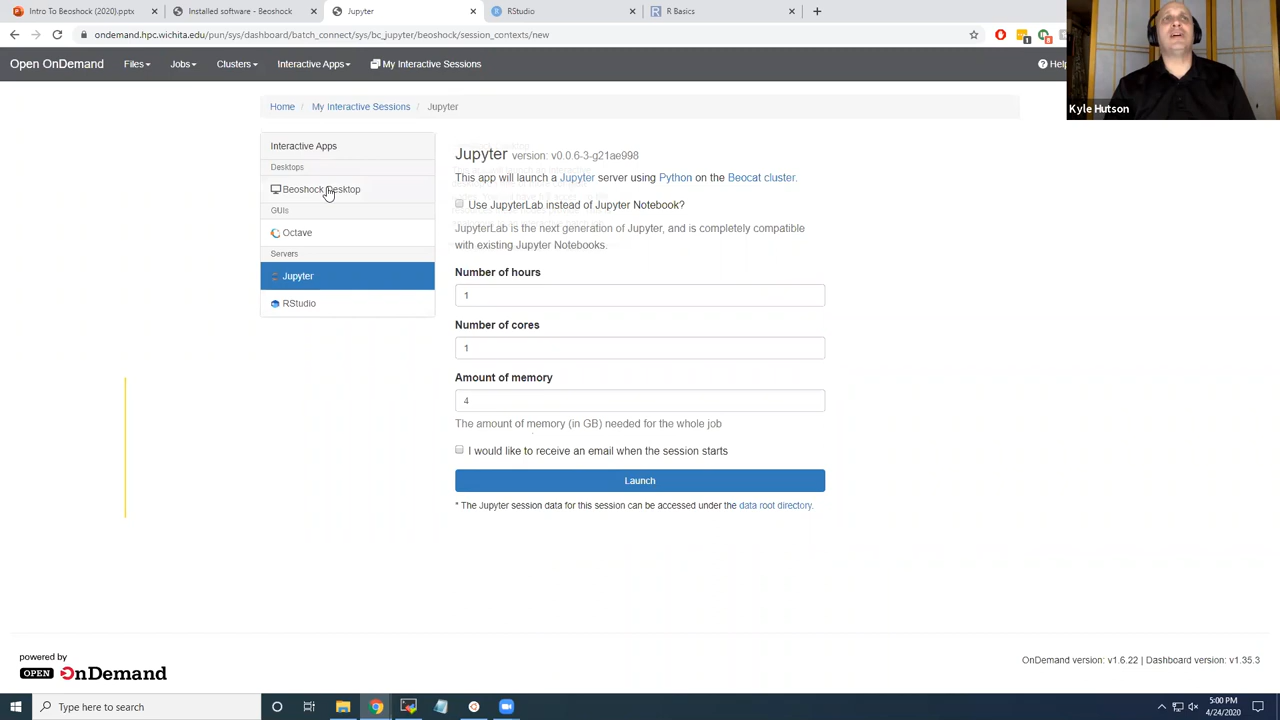 Intro To Beoshock (2020).pptx
Installed software - Beoshock
Jupyter
RStudio
R Basics
ondemand.hpc.wichita.edu/pun/sys/dashboard/batch_connect/sys/bc_jupyter/beoshock/session_contexts/new
Open OnDemand
Files
Jobs
Clusters
Interactive Apps
My Interactive Sessions
Help
Kyle Hutson
Home / My Interactive Sessions / Jupyter
Interactive Apps
Desktops
Beoshock Desktop
GUIs
Octave
Servers
Jupyter
RStudio
Jupyter version: v0.0.6-3-g21ae998
This app will launch a Jupyter server using Python on the Beocat cluster.
Use JupyterLab instead of Jupyter Notebook?
JupyterLab is the next generation of Jupyter, and is completely compatible
with existing Jupyter Notebooks.
Number of hours
1
Number of cores
1
Amount of memory
4
The amount of memory (in GB) needed for the whole job
I would like to receive an email when the session starts
Launch
* The Jupyter session data for this session can be accessed under the data root directory.
powered by
OPEN OnDemand
OnDemand version: v1.6.22 | Dashboard version: v1.35.3
Type here to search
5:00 PM
4/24/2020